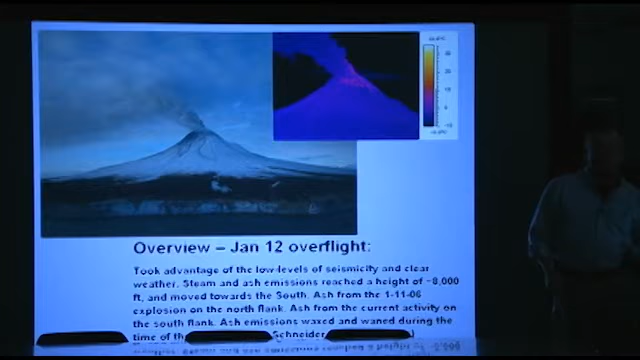 Overview – Jan 12 overflight:
Took advantage of the low-levels of seismicity and clear
weather. Steam and ash emissions reached a height of ~8,000
ft, and moved towards the South. Ash from the 1-11-06
explosion on the north flank. Ash from the current activity on
the south flank. Ash emissions waxed and waned during the
time of Schneider